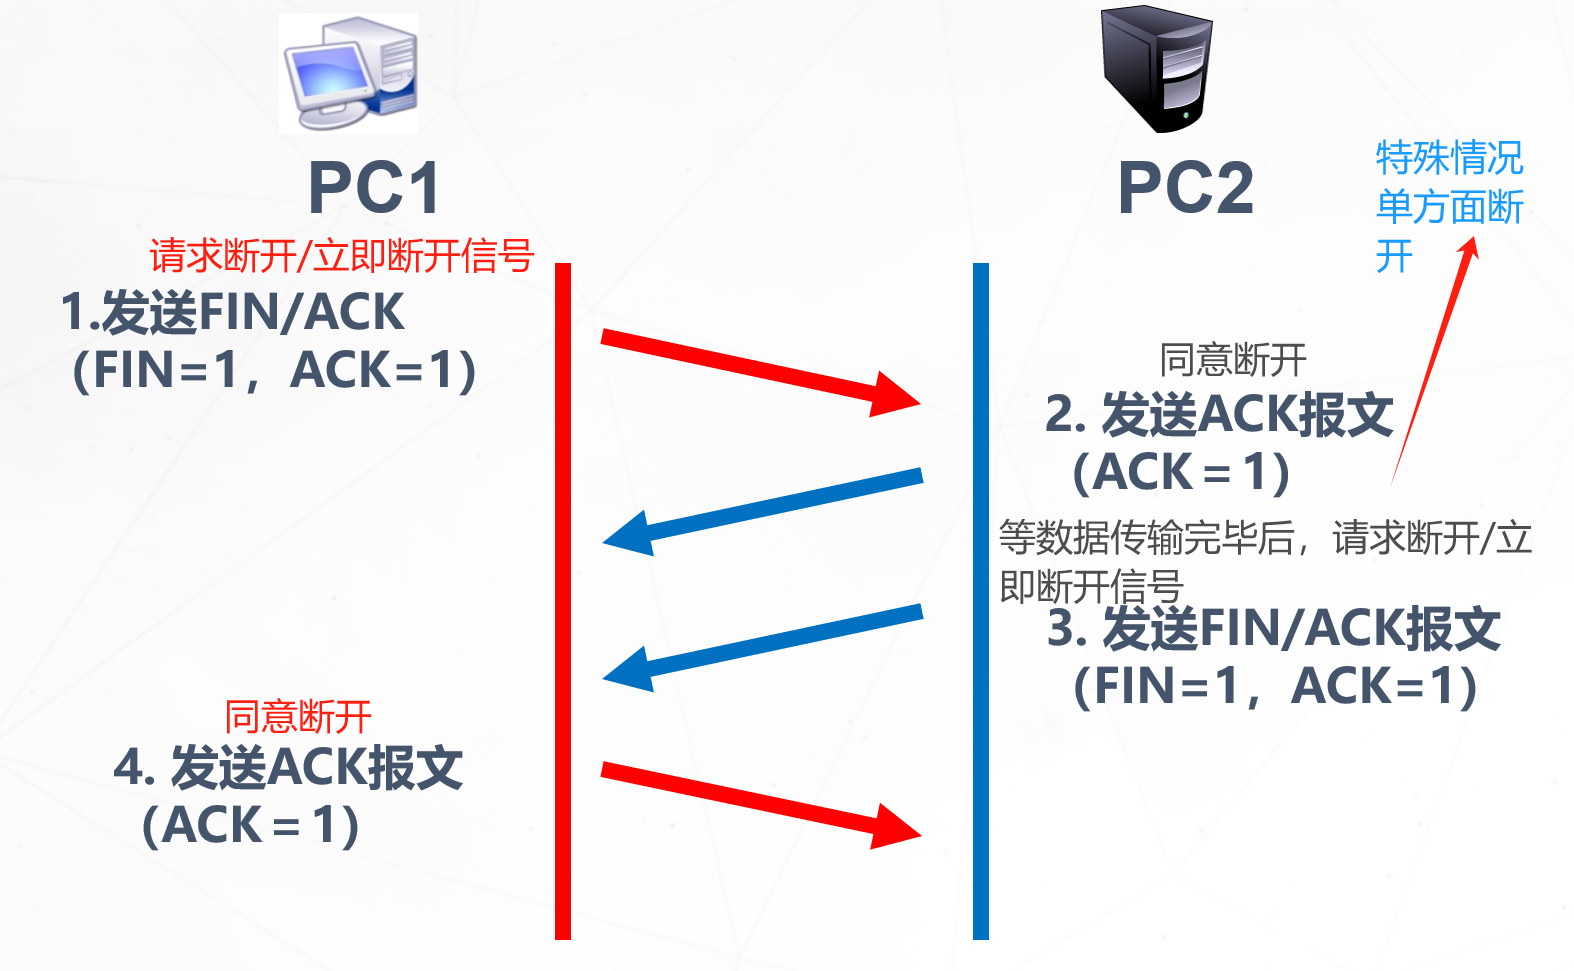 PC1
PC2
特殊情况
单方面断
开
请求断开/立即断开信号
1.发送FIN/ACK
(FIN=1，ACK=1)
同意断开
2. 发送ACK报文
(ACK＝1)
等数据传输完毕后，请求断开/立
即断开信号
3. 发送FIN/ACK报文
(FIN=1，ACK=1)
同意断开
4. 发送ACK报文
(ACK＝1)